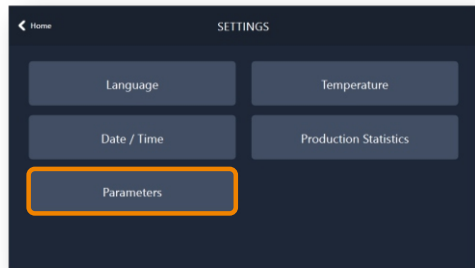 Home
SETTINGS
Language
Temperature
Date / Time
Production Statistics
Parameters